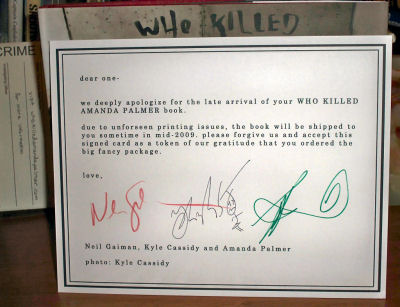 WHO KILLED
CRIME
dear one-
we deeply apologize for the late arrival of your WHO KILLED
AMANDA PALMER book.
due to unforseen printing issues, the book will be shipped to
you sometime in mid-2009. please forgive us and accept this
signed card as a token of our gratitude that you ordered the
big fancy package.
love,
Neil Gaiman, Kyle Cassidy and Amanda Palmer
photo: Kyle Cassidy